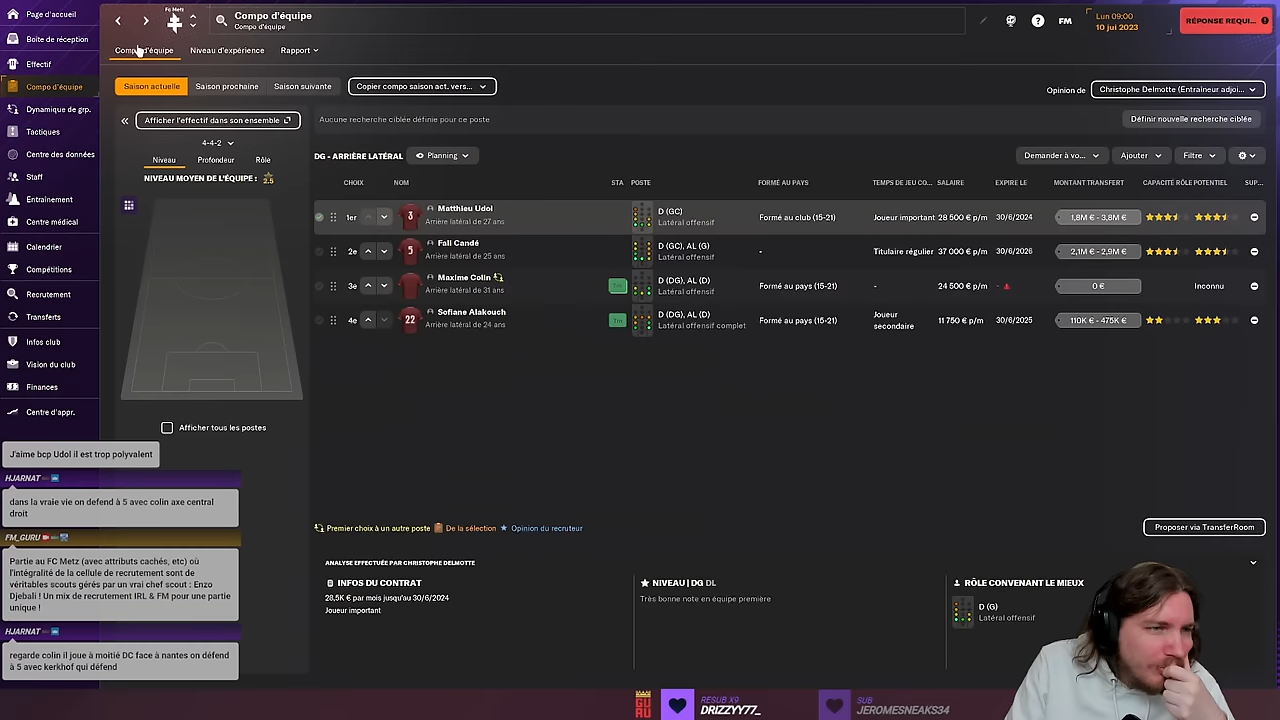 Page d'accueil
Boîte de réception
Effectif
Compo d'équipe
Dynamique de grp.
Tactiques
Centre des données
Staff
Entraînement
Centre médical
Calendrier
Compétitions
Recrutement
Transferts
Infos club
Vision du club
Finances
Centre d'appr.
Fc Metz
Compo d'équipe
Compo d'équipe
FM
Lun 09:00
10 jui 2023
RÉPONSE REQUI...
Compo d'équipe
Niveau d'expérience
Rapport
Saison actuelle
Saison prochaine
Saison suivante
Copier compo saison act. vers...
Opinion de
Christophe Delmotte (Entraîneur adjoi...
Afficher l'effectif dans son ensemble
Aucune recherche ciblée définie pour ce poste
Définir nouvelle recherche ciblée
4-4-2
Niveau
Profondeur
Rôle
NIVEAU MOYEN DE L'ÉQUIPE :
2.5
DG - ARRIÈRE LATÉRAL
Planning
Demander à vo...
Ajouter
Filtre
CHOIX NOM STA POSTE FORMÉ AU PAYS TEMPS DE JEU CO... SALAIRE EXPIRE LE MONTANT TRANSFERT CAPACITÉ RÔLE POTENTIEL SUP...
1er 3 Matthieu Udol D (GC) Formé au club (15-21) Joueur important 28 500 € p/m 30/6/2024 1,8M € - 3,8M €
Arrière latéral de 27 ans Latéral offensif
2e 5 Fali Candé D (GC), AL (G) - Titulaire régulier 37 000 € p/m 30/6/2026 2,1M € - 2,9M €
Arrière latéral de 25 ans Latéral offensif
3e Maxime Colin D (DG), AL (D) Formé au pays (15-21) - 24 500 € p/m - 0 € Inconnu
Arrière latéral de 31 ans Latéral offensif
4e 22 Sofiane Alakouch D (DG), AL (D) Formé au pays (15-21) Joueur secondaire 11 750 € p/m 30/6/2025 110K € - 475K €
Arrière latéral de 24 ans Latéral offensif complet
Afficher tous les postes
J'aime bcp Udol il est trop polyvalent
HJARNAT
dans la vraie vie on defend à 5 avec colin axe central
droit
FM_GURU
Partie au FC Metz (avec attributs cachés, etc) où
l'intégralité de la cellule de recrutement sont de
véritables scouts gérés par un vrai chef scout : Enzo
Djebali ! Un mix de recrutement IRL & FM pour une partie
unique !
HJARNAT
regarde colin il joue à moitié DC face à nantes on défend
à 5 avec kerkhof qui défend
Premier choix à un autre poste
De la sélection
Opinion du recruteur
Proposer via TransferRoom
ANALYSE EFFECTUÉE PAR CHRISTOPHE DELMOTTE
INFOS DU CONTRAT
28,5K € par mois jusqu'au 30/6/2024
Joueur important
NIVEAU | DG DL
Très bonne note en équipe première
RÔLE CONVENANT LE MIEUX
D (G)
Latéral offensif
GURU
RESUB X9
DRIZZYY77_
SUB
JEROMESNEAKS34